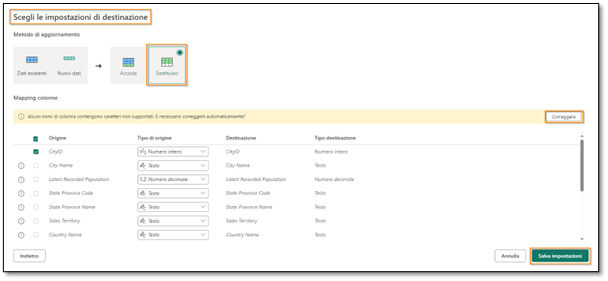 Scegli le impostazioni di destinazione
Metodo di aggiornamento
Dati esistenti Nuovi dati → Accoda Sostituisci
Mapping colonne
Alcuni nomi di colonna contengono caratteri non supportati. È necessario correggerli automaticamente? Correggere
Origine Tipo di origine Destinazione Tipo destinazione
CityID 1²3 Numero intero CityID Numero intero
City Name Testo City Name Testo
Latest Recorded Population 1.2 Numero decimale Latest Recorded Population Numero decimale
State Province Code Testo State Province Code Testo
State Province Name Testo State Province Name Testo
Sales Territory Testo Sales Territory Testo
Country Name Testo Country Name Testo
Indietro Annulla Salva impostazioni